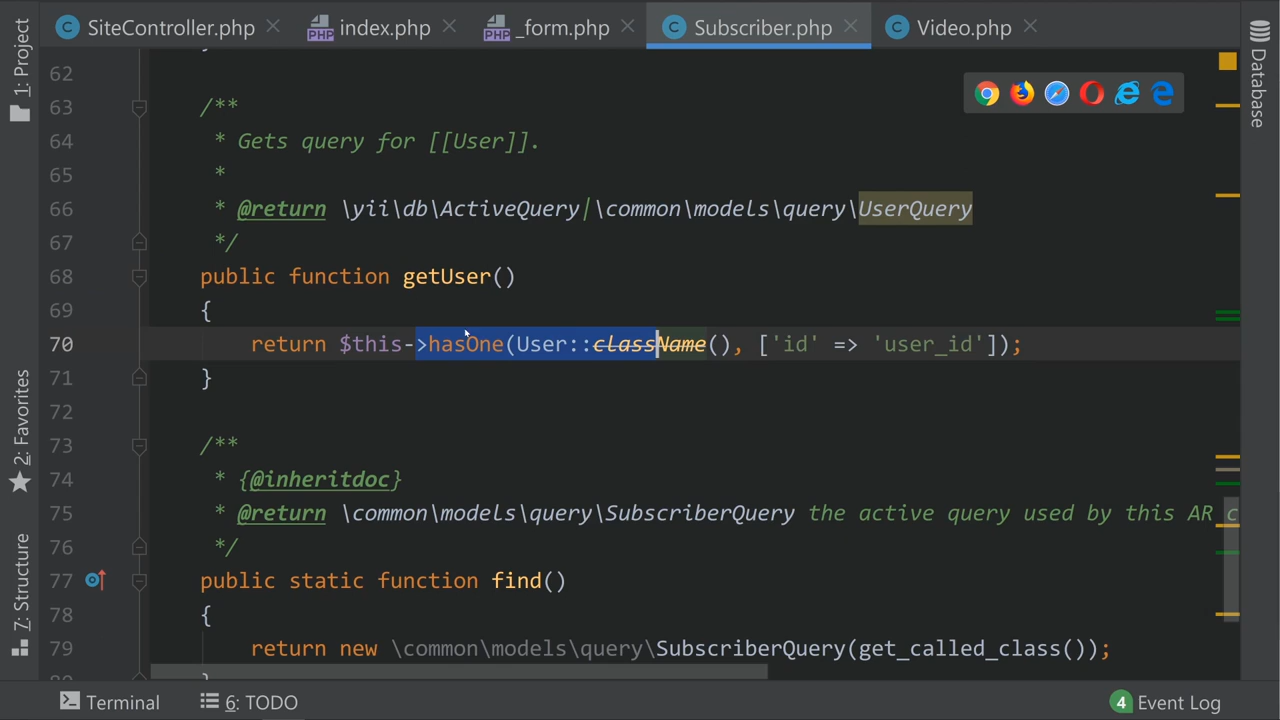 SiteController.php
index.php
_form.php
Subscriber.php
Video.php
1: Project
2: Favorites
7: Structure
Database
62
63 /**
64 * Gets query for [[User]].
65 *
66 * @return \yii\db\ActiveQuery|\common\models\query\UserQuery
67 */
68 public function getUser()
69 {
70 return $this->hasOne(User::className(), ['id' => 'user_id']);
71 }
72
73 /**
74 * {@inheritdoc}
75 * @return \common\models\query\SubscriberQuery the active query used by this AR c
76 */
77 public static function find()
78 {
79 return new \common\models\query\SubscriberQuery(get_called_class());
Terminal
6: TODO
4 Event Log